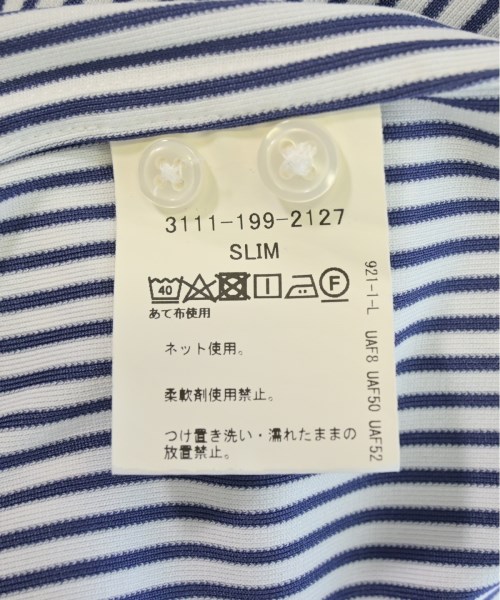 3111-199-2127
SLIM
40 F
あて布使用
ネット使用。
柔軟剤使用禁止。
つけ置き洗い・濡れたままの
放置禁止。
921-1-L UAF8 UAF50 UAF52